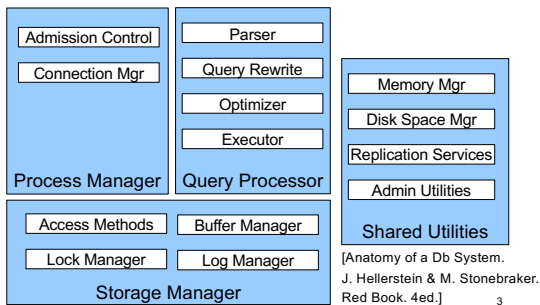 Admission Control
Connection Mgr
Process Manager
Parser
Query Rewrite
Optimizer
Executor
Query Processor
Memory Mgr
Disk Space Mgr
Replication Services
Admin Utilities
Shared Utilities
Access Methods
Buffer Manager
Lock Manager
Log Manager
Storage Manager
[Anatomy of a Db System.
J. Hellerstein & M. Stonebraker.
Red Book. 4ed.]
3